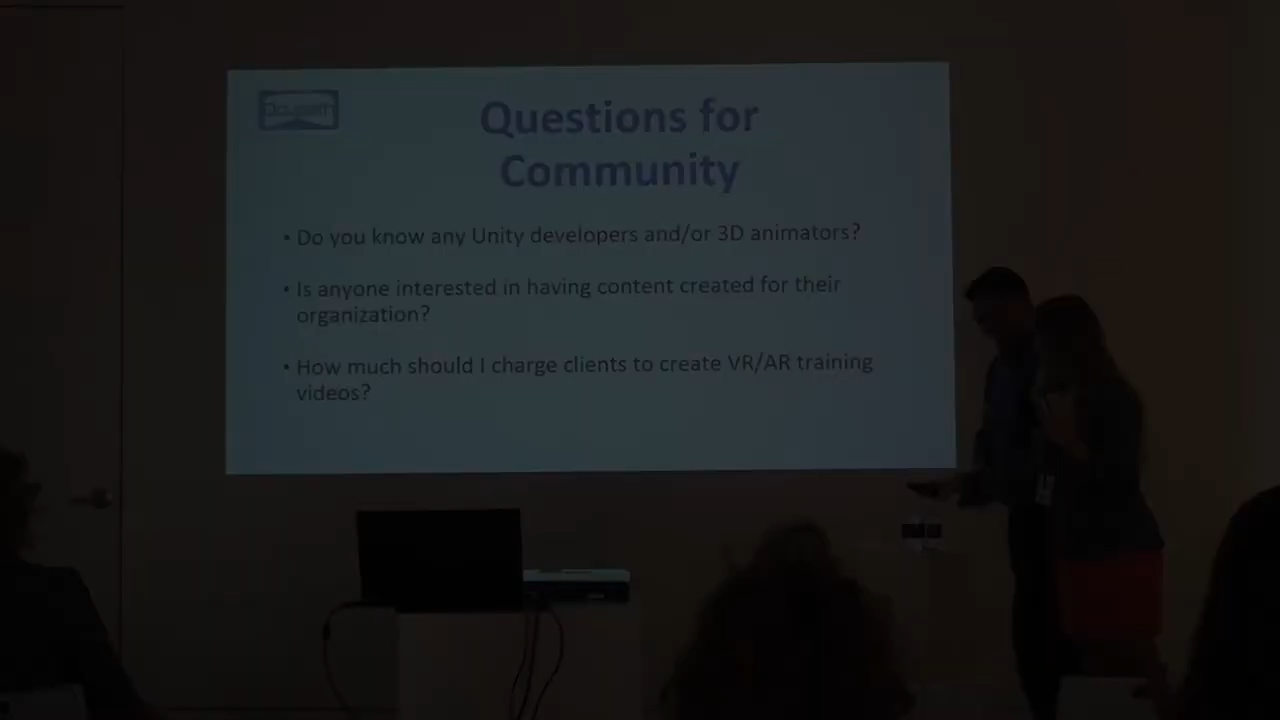 Questions for
Community
• Do you know any Unity developers and/or 3D animators?
• Is anyone interested in having content created for their
organization?
• How much should I charge clients to create VR/AR training
videos?